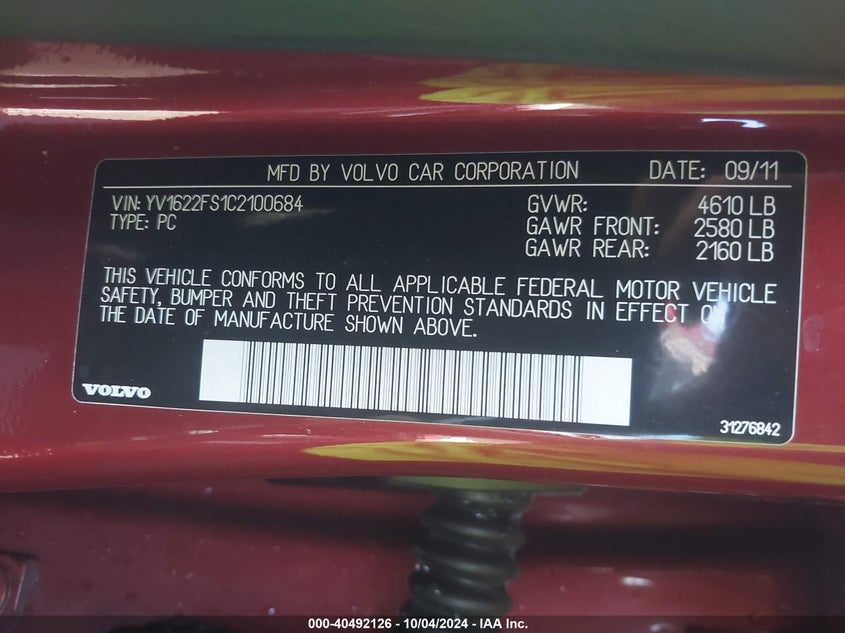 MFD BY VOLVO CAR CORPORATION DATE: 09/11
VIN: YV1622FS1C2100684 GVWR: 4610 LB
TYPE: PC GAWR FRONT: 2580 LB
GAWR REAR: 2160 LB
THIS VEHICLE CONFORMS TO ALL APPLICABLE FEDERAL MOTOR VEHICLE
SAFETY, BUMPER AND THEFT PREVENTION STANDARDS IN EFFECT ON
THE DATE OF MANUFACTURE SHOWN ABOVE.
VOLVO
31276842
000-40492126 - 10/04/2024 - IAA Inc.